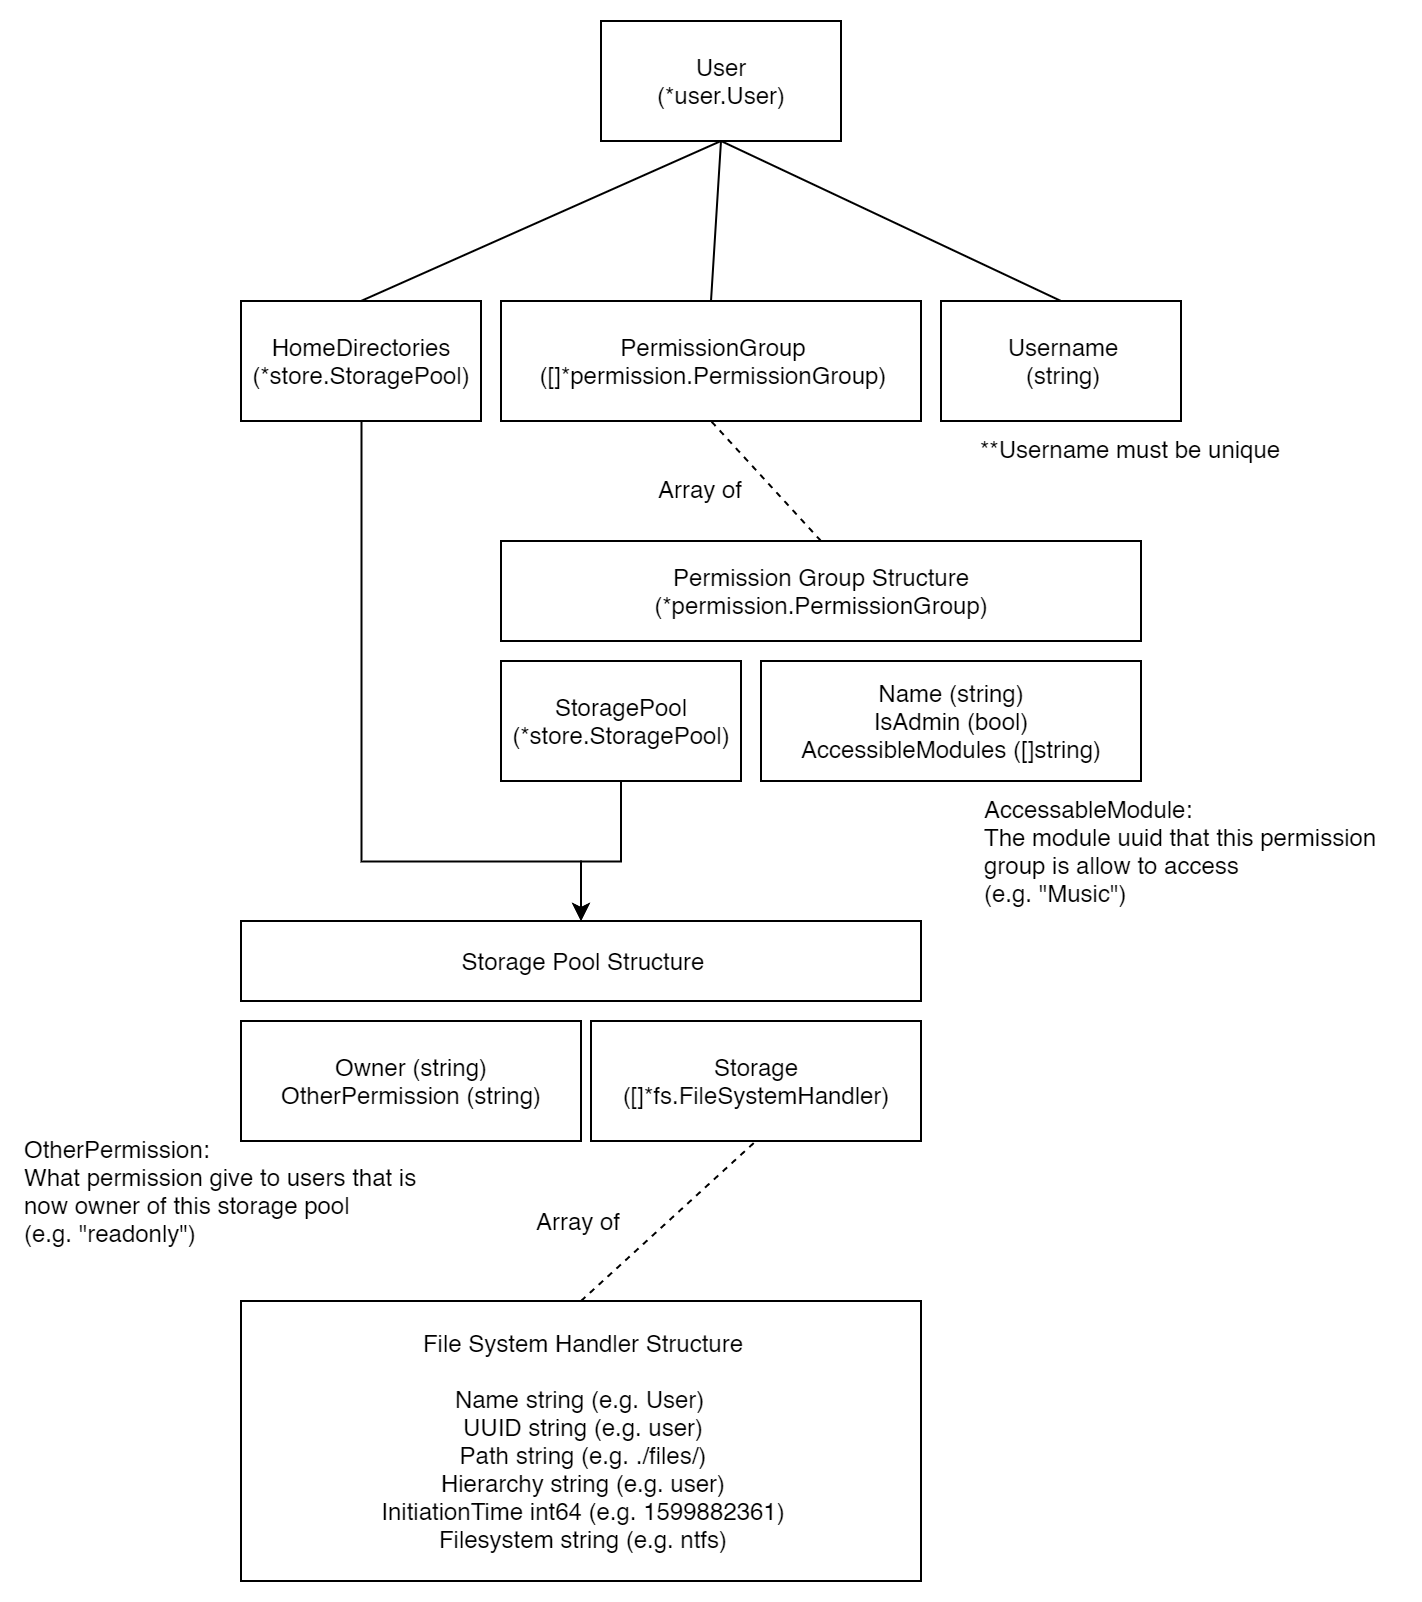 User
(*user.User)
HomeDirectories
(*store.StoragePool)
PermissionGroup
([]*permission.PermissionGroup)
Username
(string)
**Username must be unique
Array of
Permission Group Structure
(*permission.PermissionGroup)
StoragePool
(*store.StoragePool)
Name (string)
IsAdmin (bool)
AccessibleModules ([]string)
AccessableModule:
The module uuid that this permission
group is allow to access
(e.g. "Music")
Storage Pool Structure
Owner (string)
OtherPermission (string)
Storage
([]*fs.FileSystemHandler)
OtherPermission:
What permission give to users that is
now owner of this storage pool
(e.g. "readonly")
Array of
File System Handler Structure
Name string (e.g. User)
UUID string (e.g. user)
Path string (e.g. ./files/)
Hierarchy string (e.g. user)
InitiationTime int64 (e.g. 1599882361)
Filesystem string (e.g. ntfs)